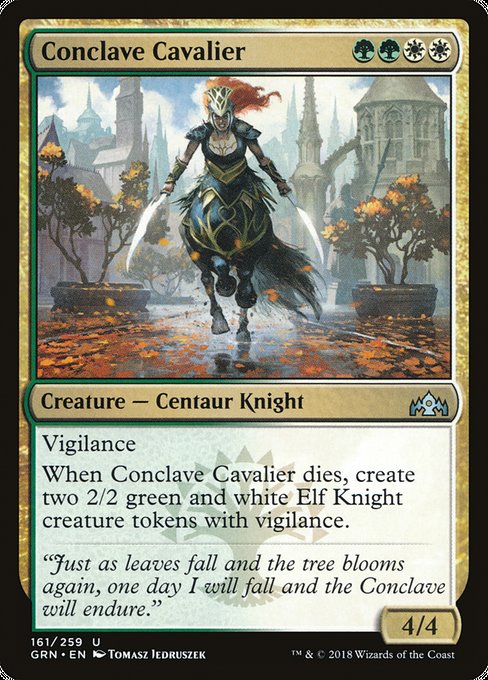 Conclave Cavalier
Creature — Centaur Knight
Vigilance
When Conclave Cavalier dies, create
two 2/2 green and white Elf Knight
creature tokens with vigilance.
“Just as leaves fall and the tree blooms
again, one day I will fall and the Conclave
will endure.”
4/4
161/259 U
GRN • EN Tomasz Jedruszek
™ & © 2018 Wizards of the Coast